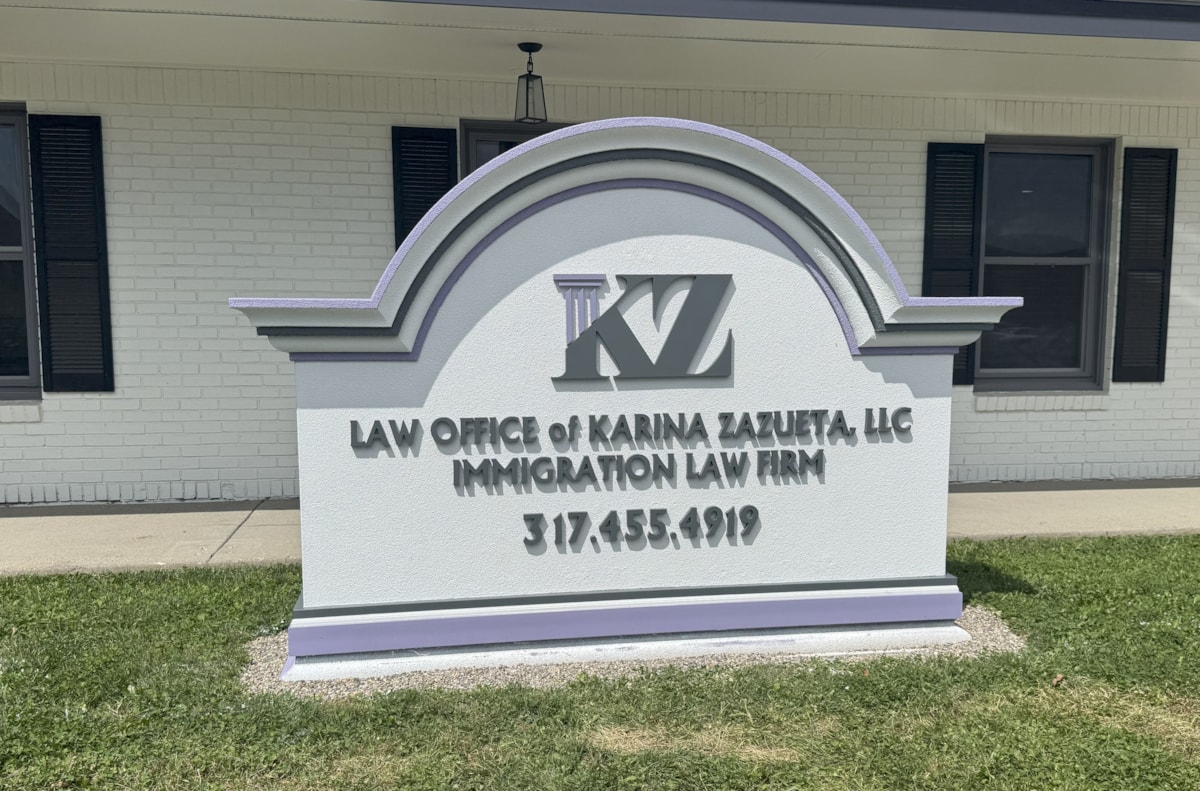 KZ
LAW OFFICE of KARINA ZAZUETA, LLC
IMMIGRATION LAW FIRM
317.455.4919